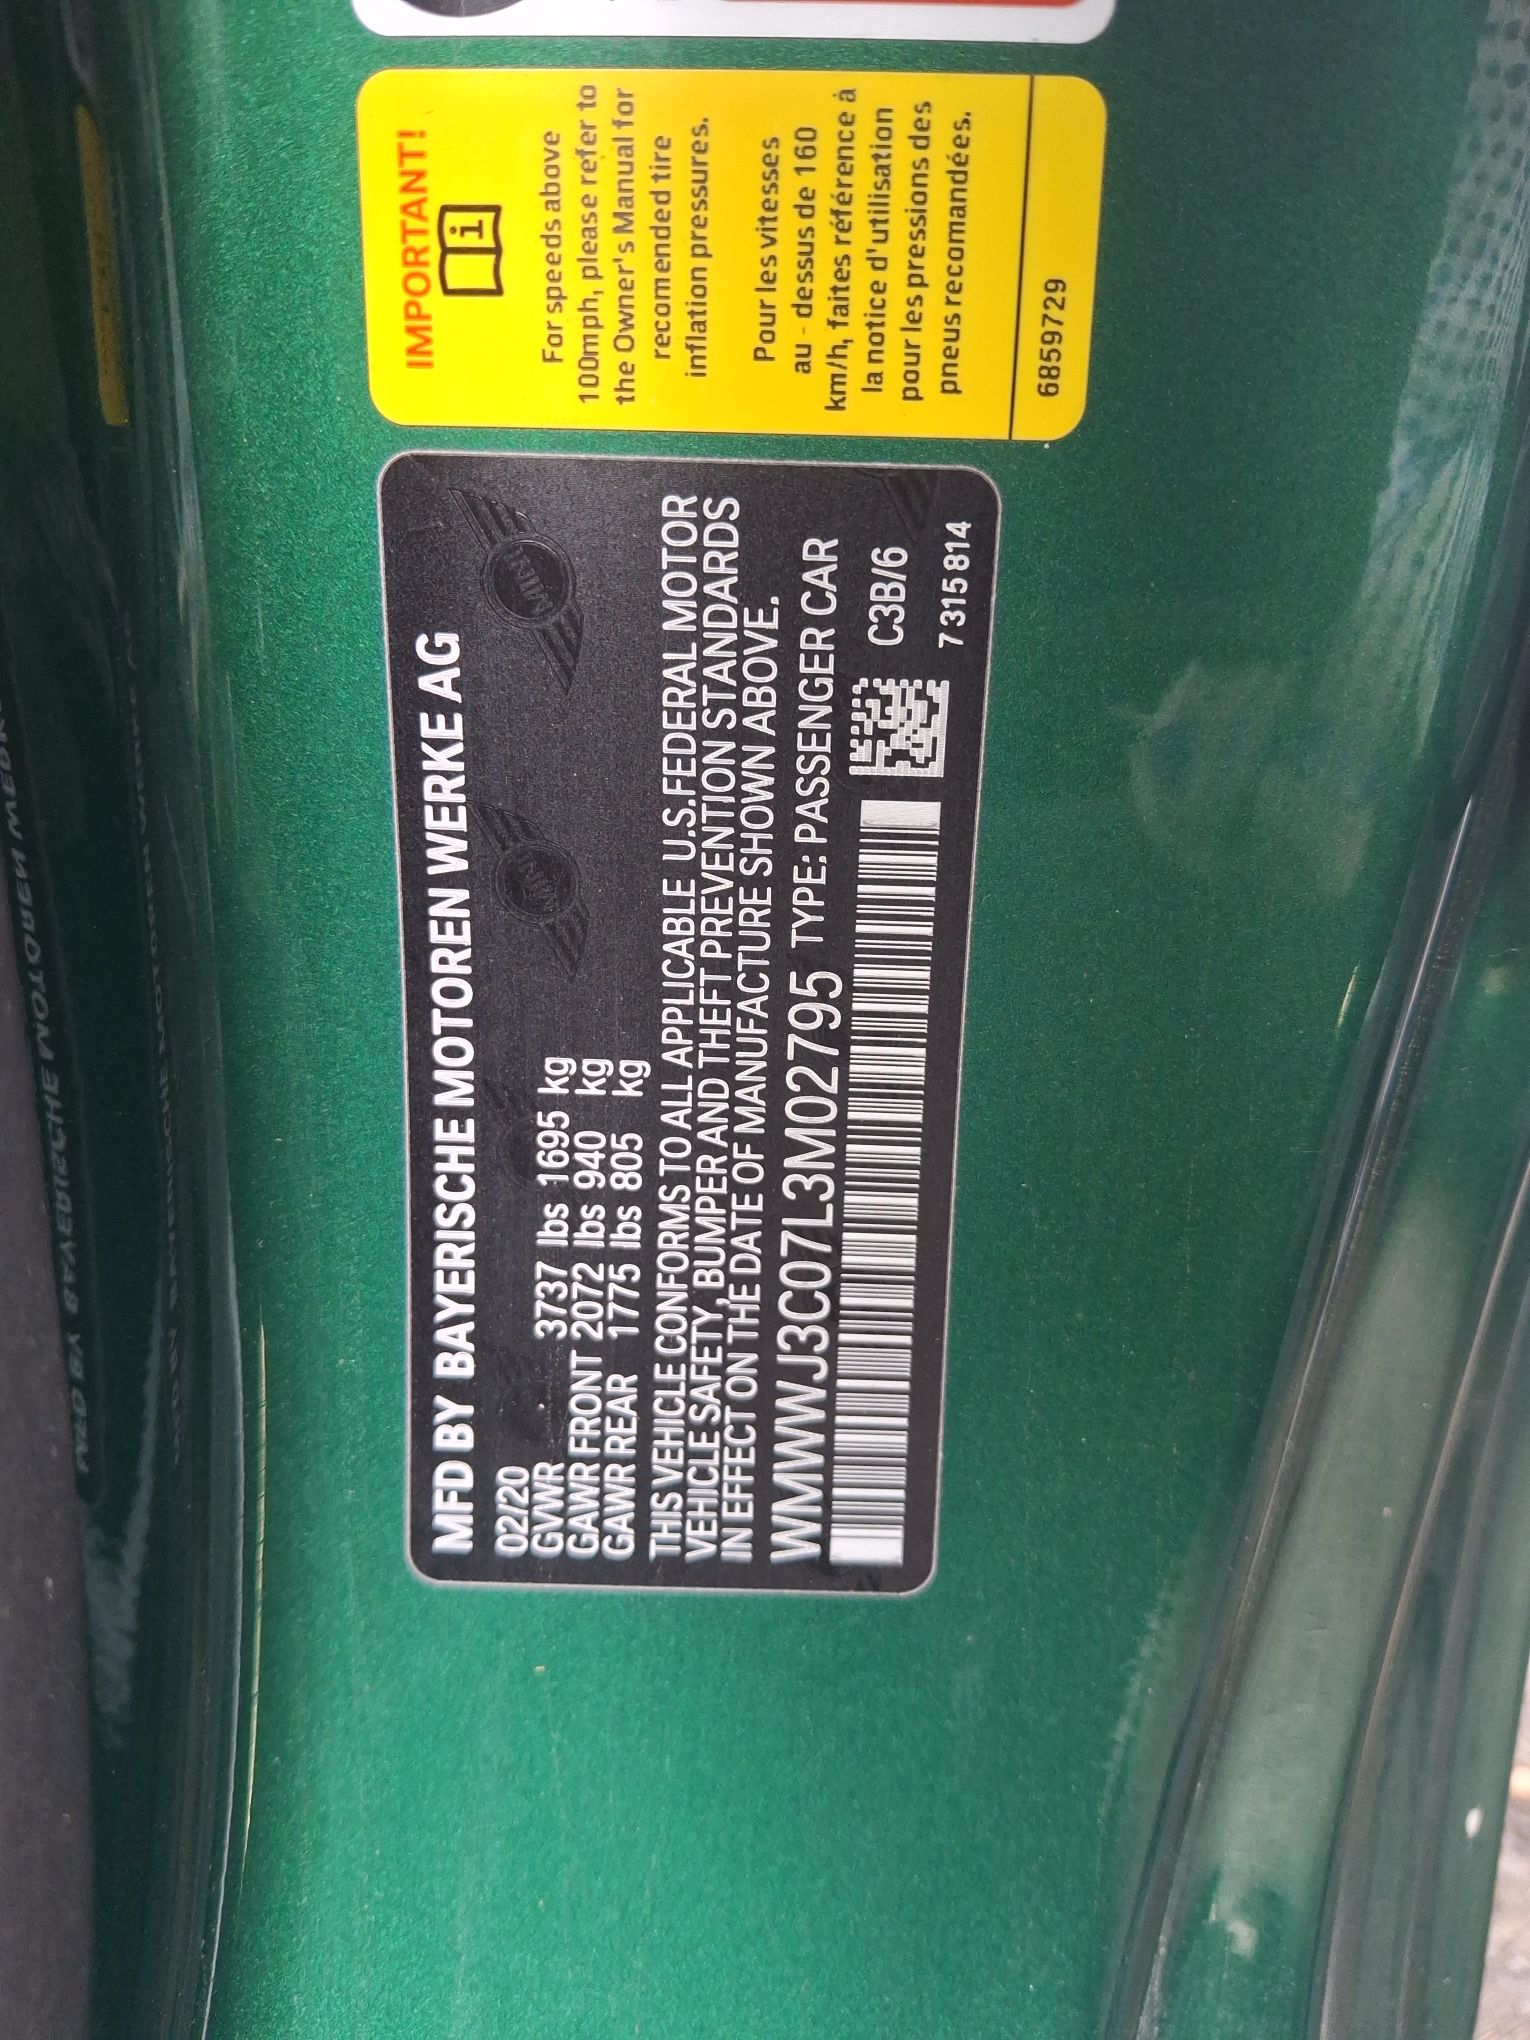 MFD BY BAYERISCHE MOTOREN WERKE AG
02/20
GVWR 3737 lbs 1695 kg
GAWR FRONT 2072 lbs 940 kg
GAWR REAR 1775 lbs 805 kg
THIS VEHICLE CONFORMS TO ALL APPLICABLE U.S.FEDERAL MOTOR
VEHICLE SAFETY, BUMPER AND THEFT PREVENTION STANDARDS
IN EFFECT ON THE DATE OF MANUFACTURE SHOWN ABOVE.
WMWWJ3C07L3M02795 TYPE: PASSENGER CAR
C3B/6
7315814
MINI
MINI
IMPORTANT!
i
For speeds above
100mph, please refer to
the Owner's Manual for
recomended tire
inflation pressures.
Pour les vitesses
au - dessus de 160
km/h, faites référence à
la notice d'utilisation
pour les pressions des
pneus recomandées.
6859729